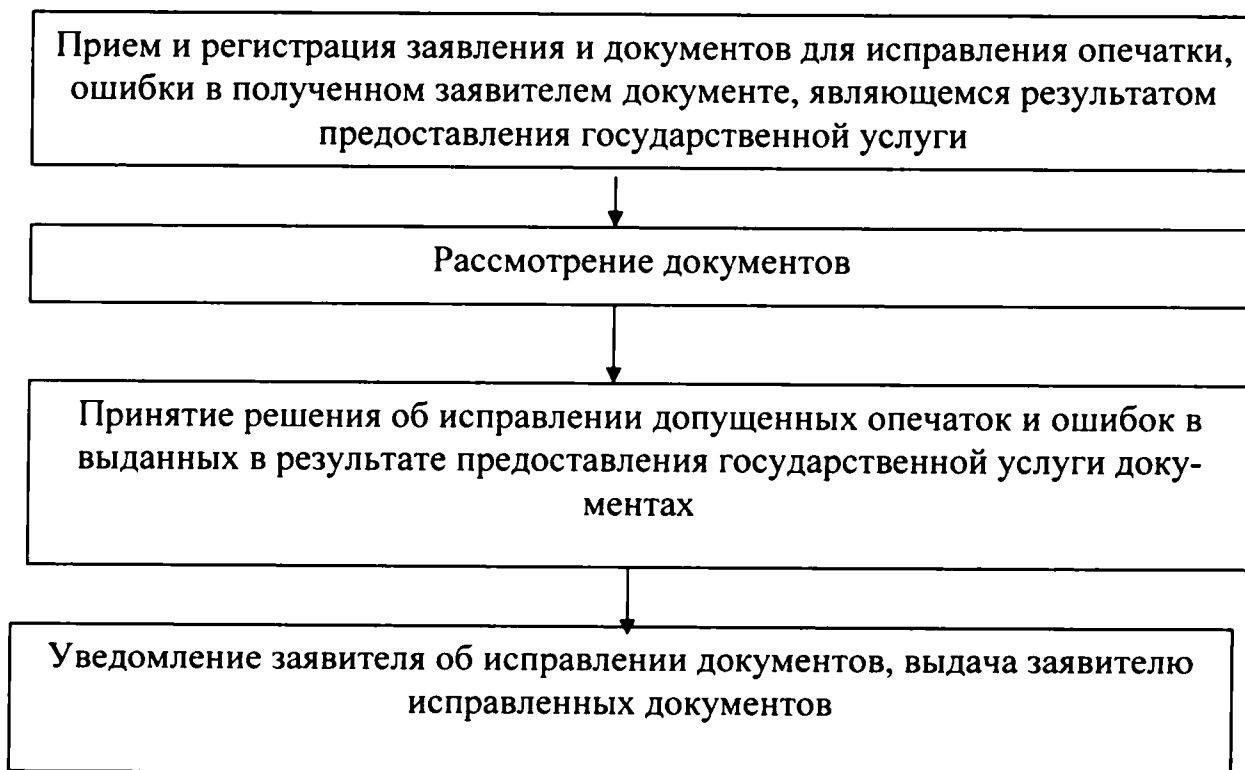 Прием и регистрация заявления и документов для исправления опечатки,
ошибки в полученном заявителем документе, являющемся результатом
предоставления государственной услуги
Рассмотрение документов
Принятие решения об исправлении допущенных опечаток и ошибок в
выданных в результате предоставления государственной услуги доку-
ментах
Уведомление заявителя об исправлении документов, выдача заявителю
исправленных документов